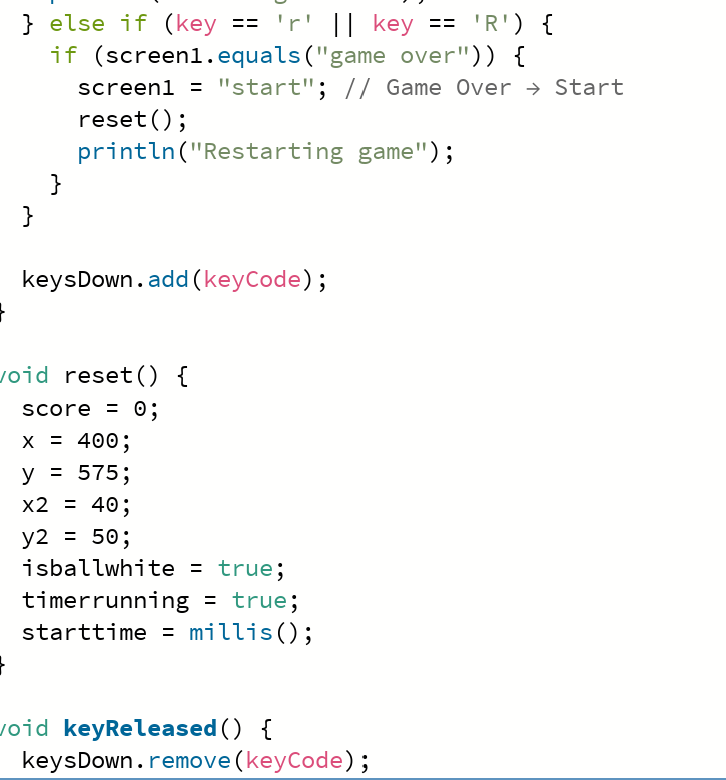 } else if (key == 'r' || key == 'R') {
if (screen1.equals("game over")) {
screen1 = "start"; // Game Over → Start
reset();
println("Restarting game");
}
}
keysDown.add(keyCode);
}
void reset() {
score = 0;
x = 400;
y = 575;
x2 = 40;
y2 = 50;
isballwhite = true;
timerrunning = true;
starttime = millis();
}
void keyReleased() {
keysDown.remove(keyCode);